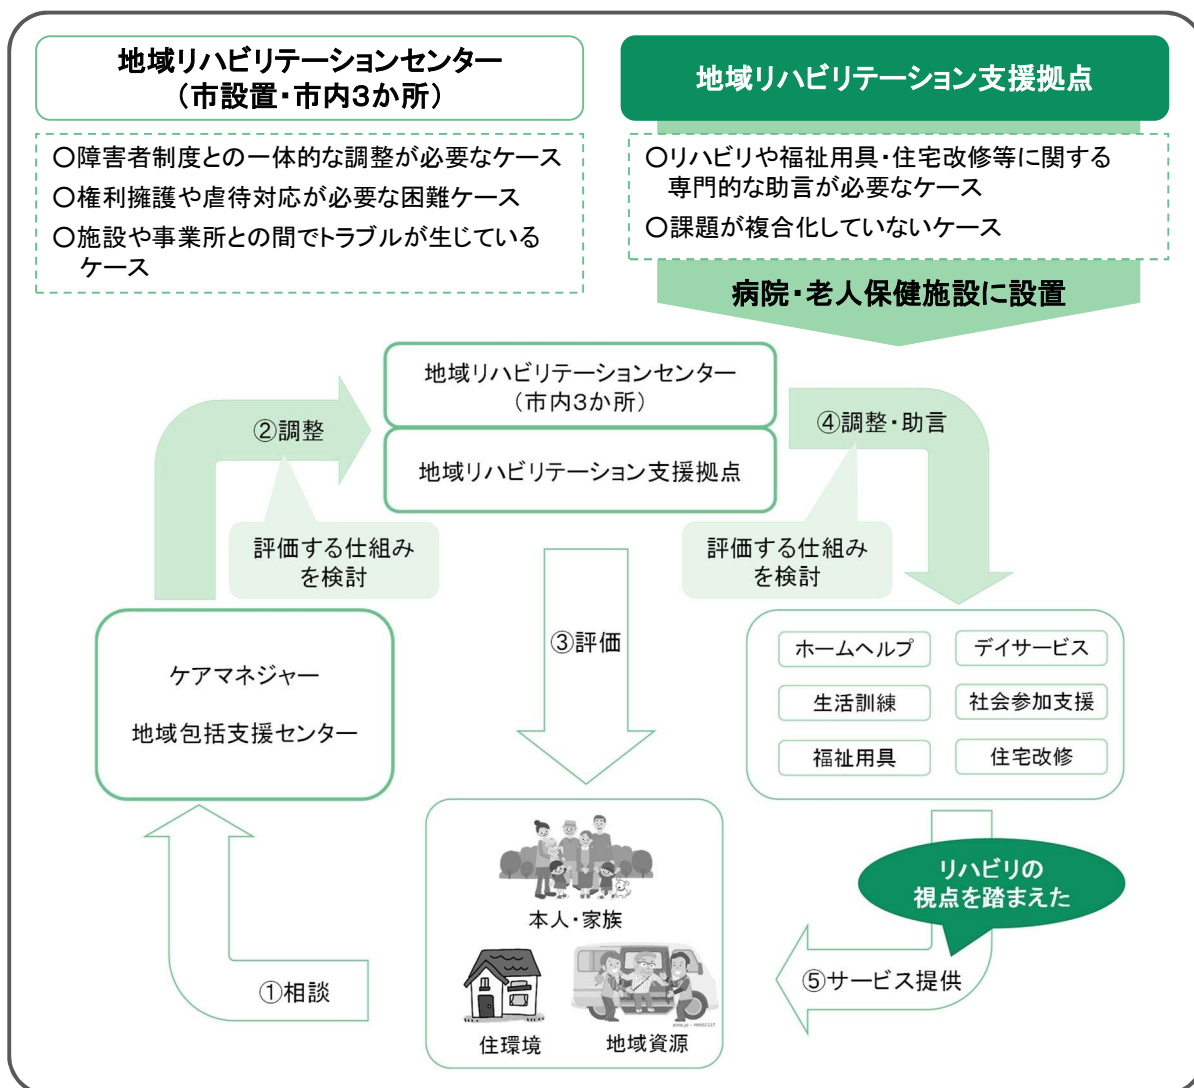 地域リハビリテーションセンター
（市設置・市内３か所）
〇障害者制度との一体的な調整が必要なケース
〇権利擁護や虐待対応が必要な困難ケース
〇施設や事業所との間でトラブルが生じている
ケース
地域リハビリテーション支援拠点
〇リハビリや福祉用具・住宅改修等に関する
専門的な助言が必要なケース
〇課題が複合化していないケース
病院・老人保健施設に設置
地域リハビリテーションセンター
（市内３か所）
地域リハビリテーション支援拠点
②調整
④調整・助言
評価する仕組み
を検討
評価する仕組み
を検討
③評価
ケアマネジャー
地域包括支援センター
ホームヘルプ
デイサービス
生活訓練
社会参加支援
福祉用具
住宅改修
リハビリの
視点を踏まえた
本人・家族
①相談
⑤サービス提供
住環境
地域資源